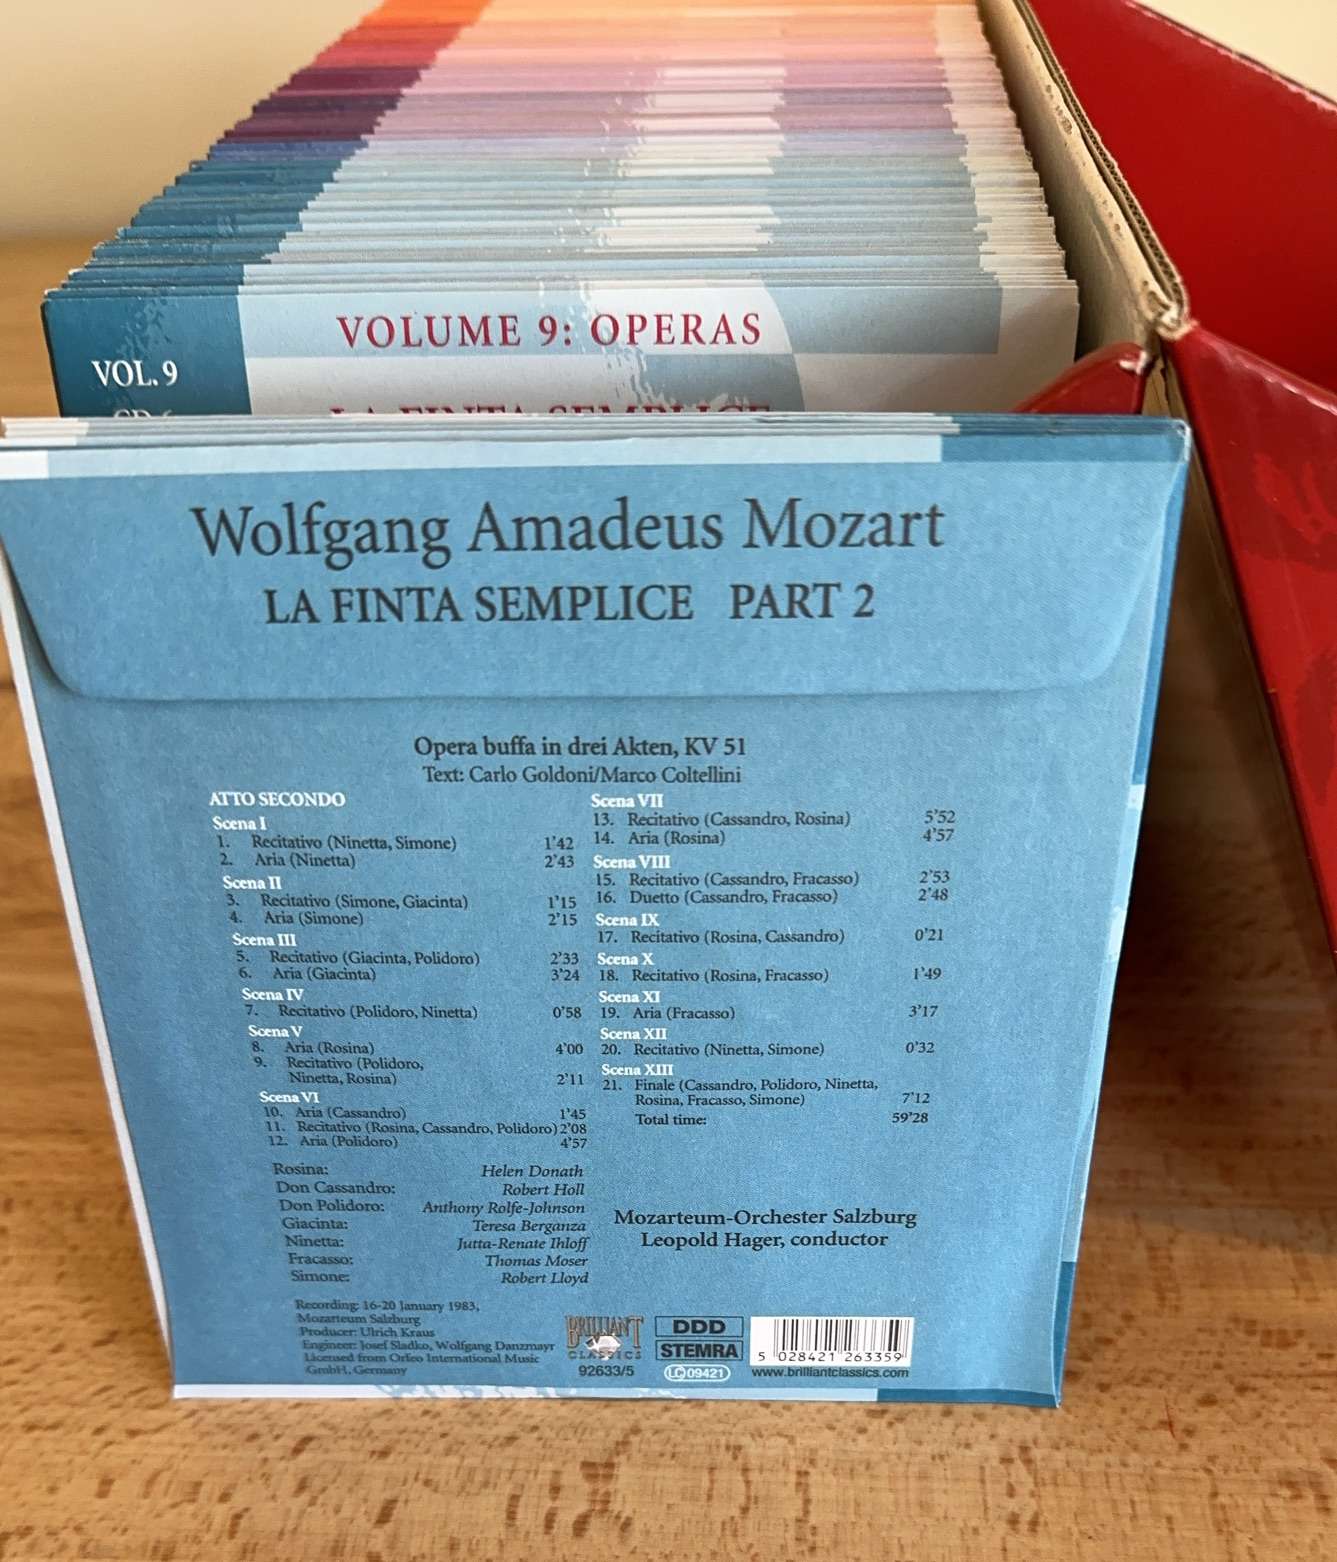 VOLUME 9: OPERAS
VOL. 9
LA FINTA SEMPLICE
Wolfgang Amadeus Mozart
LA FINTA SEMPLICE PART 2
Opera buffa in drei Akten, KV 51
Text: Carlo Goldoni/Marco Coltellini
ATTO SECONDO
Scena I
1. Recitativo (Ninetta, Simone) 1'42
2. Aria (Ninetta) 2'43
Scena II
3. Recitativo (Simone, Giacinta) 1'15
4. Aria (Simone) 2'15
Scena III
5. Recitativo (Giacinta, Polidoro) 2'33
6. Aria (Giacinta) 3'24
Scena IV
7. Recitativo (Polidoro, Ninetta) 0'58
Scena V
8. Aria (Rosina) 4'00
9. Recitativo (Polidoro,
Ninetta, Rosina) 2'11
Scena VI
10. Aria (Cassandro) 1'45
11. Recitativo (Rosina, Cassandro, Polidoro) 2'08
12. Aria (Polidoro) 4'57
Scena VII
13. Recitativo (Cassandro, Rosina) 5'52
14. Aria (Rosina) 4'57
Scena VIII
15. Recitativo (Cassandro, Fracasso) 2'53
16. Duetto (Cassandro, Fracasso) 2'48
Scena IX
17. Recitativo (Rosina, Cassandro) 0'21
Scena X
18. Recitativo (Rosina, Fracasso) 1'49
Scena XI
19. Aria (Fracasso) 3'17
Scena XII
20. Recitativo (Ninetta, Simone) 0'32
Scena XIII
21. Finale (Cassandro, Polidoro, Ninetta,
Rosina, Fracasso, Simone) 7'12
Total time: 59'28
Rosina: Helen Donath
Don Cassandro: Robert Holl
Don Polidoro: Anthony Rolfe-Johnson
Giacinta: Teresa Berganza
Ninetta: Jutta-Renate Ihloff
Fracasso: Thomas Moser
Simone: Robert Lloyd
Mozarteum-Orchester Salzburg
Leopold Hager, conductor
Recording: 16-20 January 1983,
Mozarteum Salzburg
Producer: Ulrich Kraus
Engineer: Josef Sladko, Wolfgang Danzmayr
Licensed from Orfeo International Music
GmbH, Germany
BRILLIANT
CLASSICS
92633/5
DDD
STEMRA
LC 09421
5 028421 263359
www.brilliantclassics.com